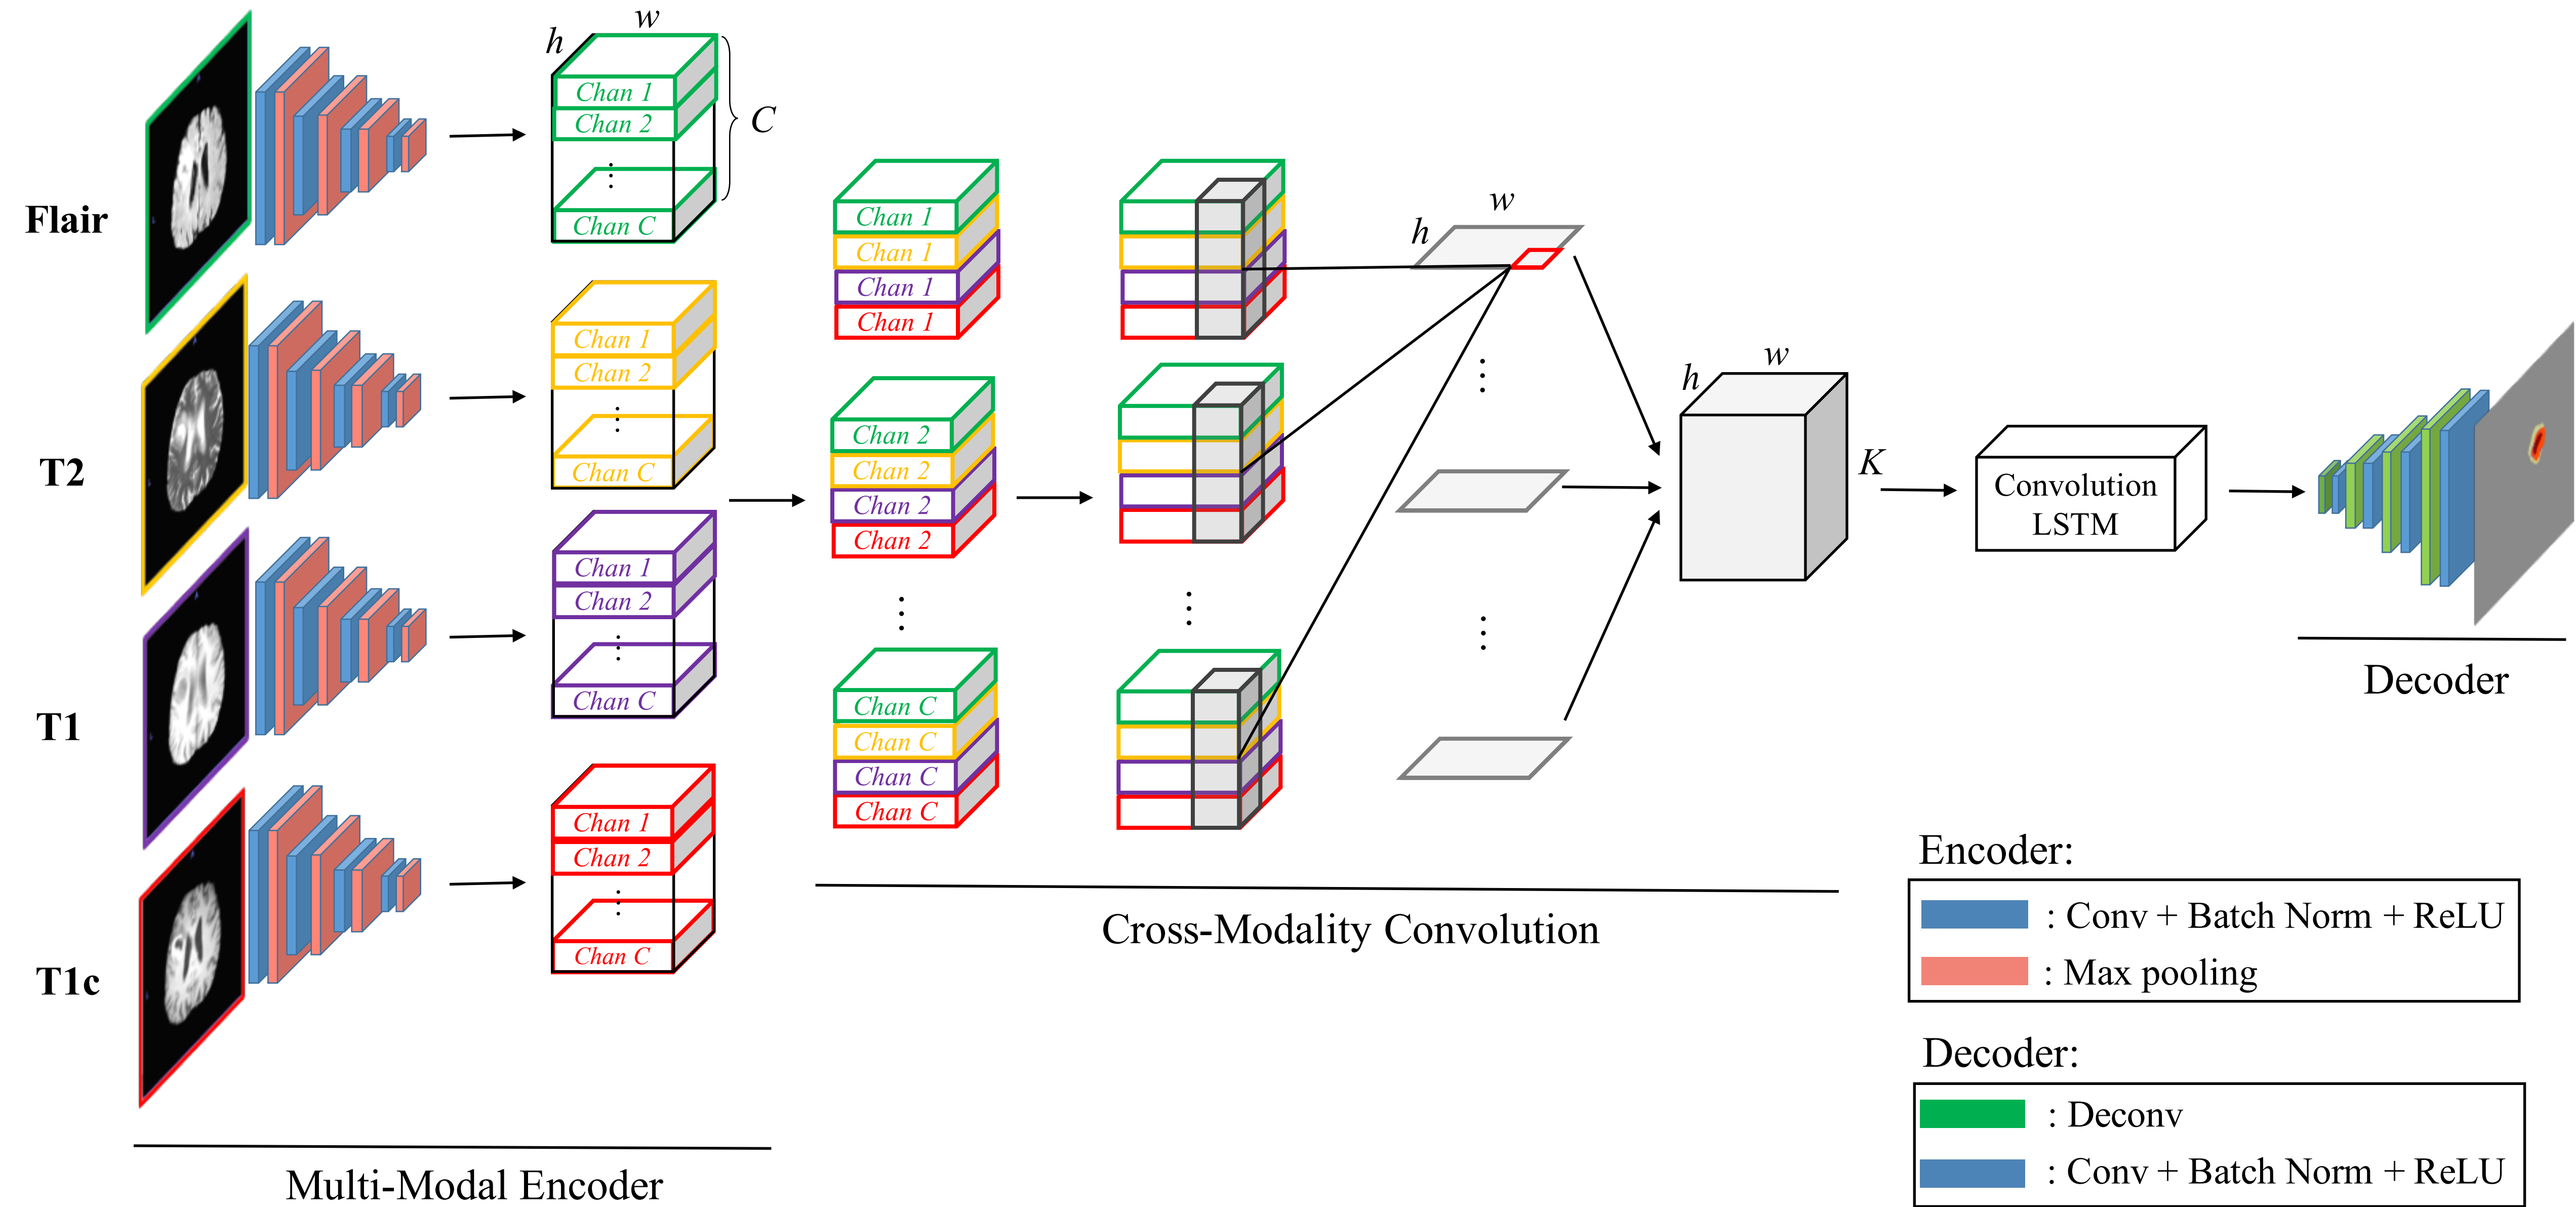 Flair
T2
T1
T1c
h
w
C
Chan 1
Chan 2
⋮
Chan C
Chan 1
Chan 2
⋮
Chan C
Chan 1
Chan 2
⋮
Chan C
Chan 1
Chan 2
⋮
Chan C
Multi-Modal Encoder
Chan 1
Chan 1
Chan 1
Chan 1
Chan 2
Chan 2
Chan 2
Chan 2
⋮
Chan C
Chan C
Chan C
Chan C
⋮
h
w
⋮
⋮
Cross-Modality Convolution
h
w
K
Convolution
LSTM
Decoder
Encoder:
: Conv + Batch Norm + ReLU
: Max pooling
Decoder:
: Deconv
: Conv + Batch Norm + ReLU